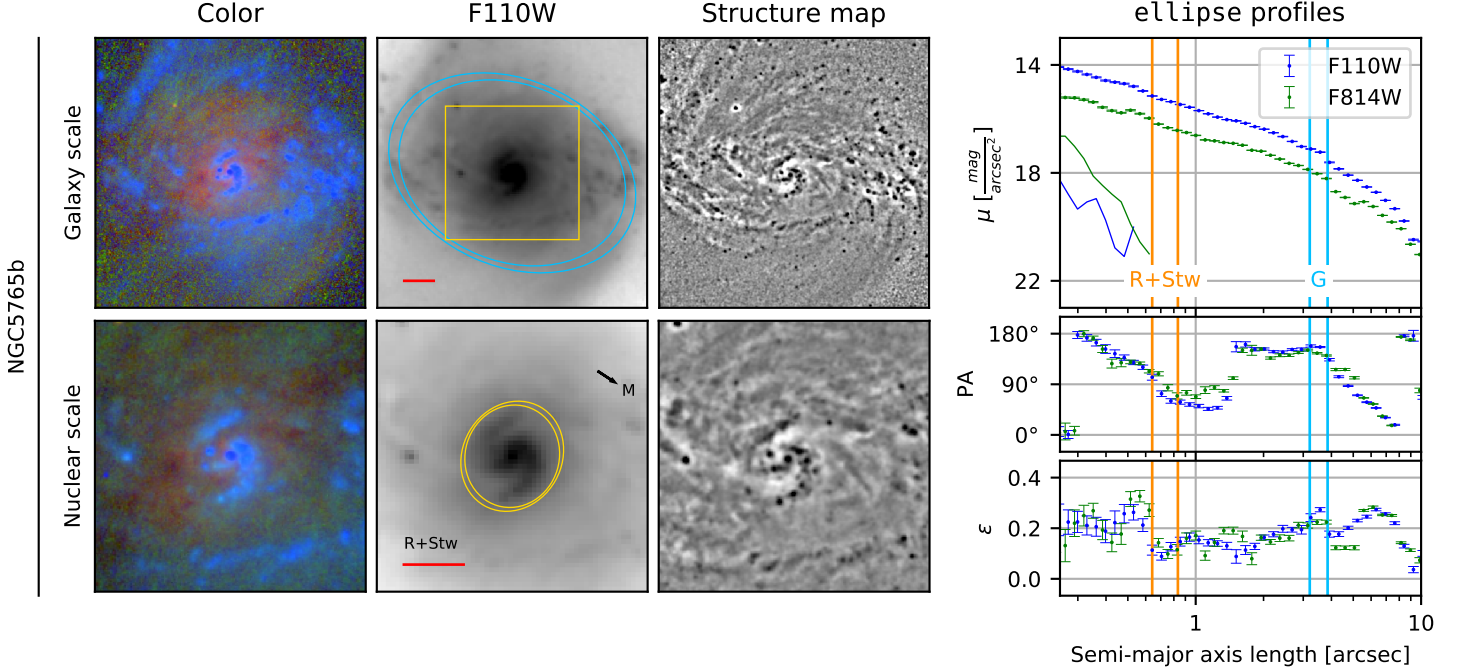 Color
F110W
Structure map
ellipse profiles
NGC5765b
Galaxy scale
Nuclear scale
M
R+Stw
F110W
F814W
μ [mag/arcsec²]
14
18
22
R+Stw
G
PA
180°
90°
0°
ε
0.4
0.2
0.0
1
10
Semi-major axis length [arcsec]